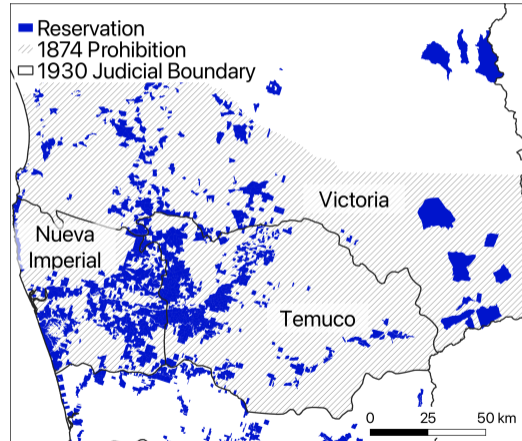 Reservation
1874 Prohibition
1930 Judicial Boundary
Victoria
Nueva
Imperial
Temuco
0 25 50 km